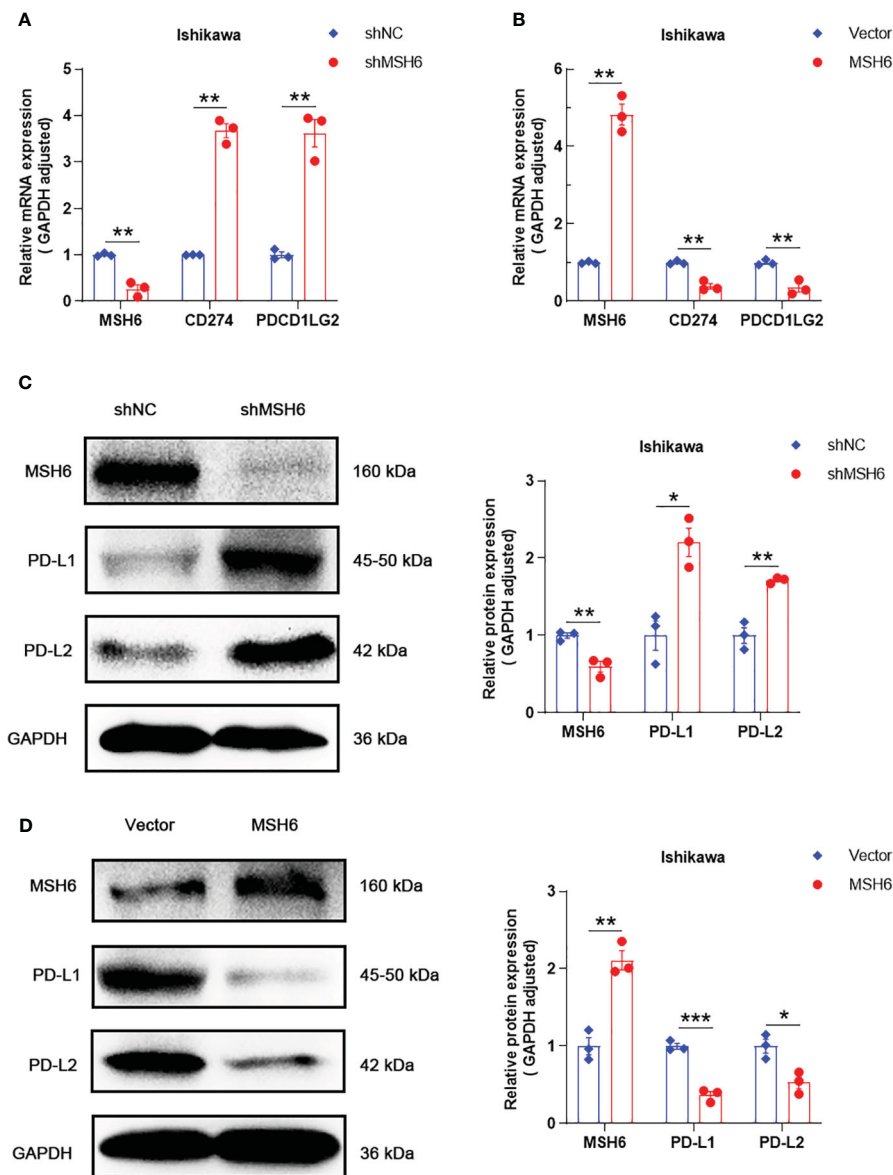 A
Ishikawa
shNC
shMSH6
Relative mRNA expression
( GAPDH adjusted)
5
4
3
2
1
0
**
**
**
MSH6
CD274
PDCD1LG2
B
Ishikawa
Vector
MSH6
Relative mRNA expression
( GAPDH adjusted)
6
4
2
0
**
**
**
MSH6
CD274
PDCD1LG2
C
shNC
shMSH6
MSH6
160 kDa
PD-L1
45-50 kDa
PD-L2
42 kDa
GAPDH
36 kDa
Ishikawa
shNC
shMSH6
Relative protein expression
( GAPDH adjusted)
3
2
1
0
**
*
**
MSH6
PD-L1
PD-L2
D
Vector
MSH6
MSH6
160 kDa
PD-L1
45-50 kDa
PD-L2
42 kDa
GAPDH
36 kDa
Ishikawa
Vector
MSH6
Relative protein expression
( GAPDH adjusted)
3
2
1
0
**
***
*
MSH6
PD-L1
PD-L2